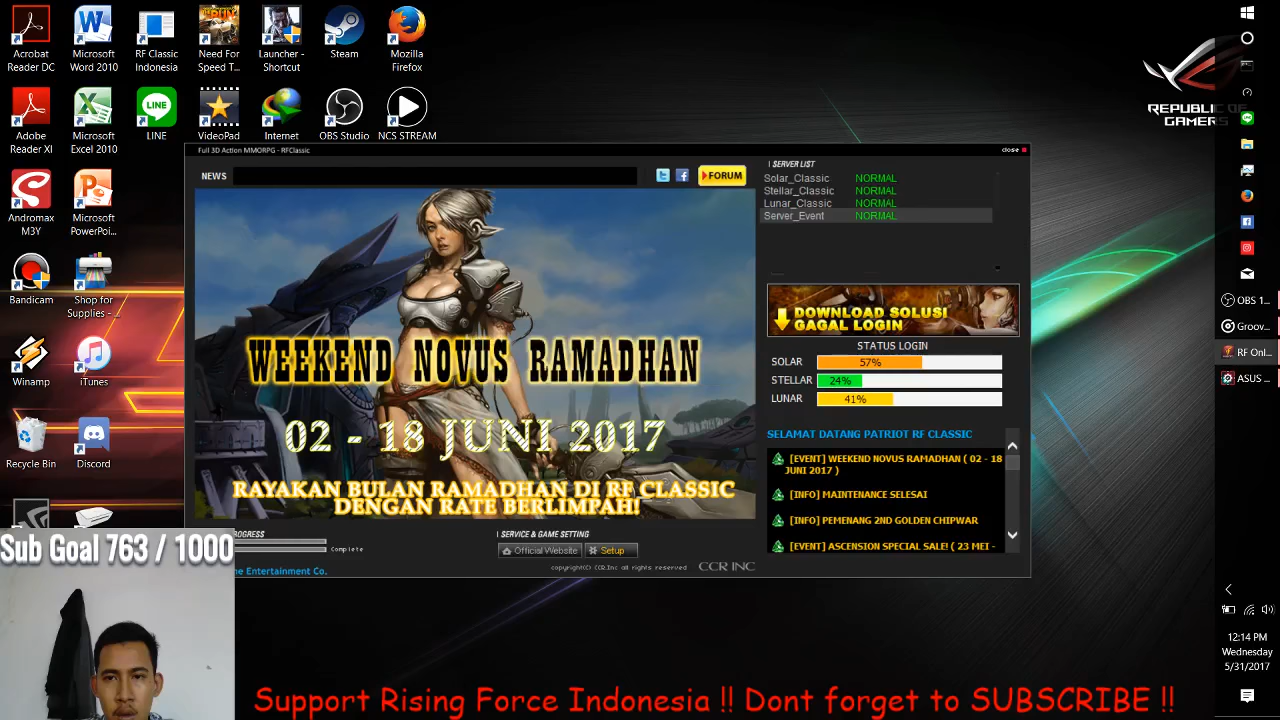 Acrobat Reader DC
Microsoft Word 2010
RF Classic Indonesia
Need For Speed T...
Launcher - Shortcut
Steam
Mozilla Firefox
Adobe Reader XI
Microsoft Excel 2010
LINE
VideoPad
Internet
OBS Studio
NCS STREAM
REPUBLIC OF
GAMERS
Andromax M3Y
Microsoft PowerPoi...
Bandicam
Shop for Supplies - ...
Winamp
iTunes
Recycle Bin
Discord
Full 3D Action MMORPG - RFClassic
close
NEWS
FORUM
SERVER LIST
Solar_Classic NORMAL
Stellar_Classic NORMAL
Lunar_Classic NORMAL
Server_Event NORMAL
WEEKEND NOVUS RAMADHAN
02 - 18 JUNI 2017
RAYAKAN BULAN RAMADHAN DI RF CLASSIC
DENGAN RATE BERLIMPAH!
DOWNLOAD SOLUSI
GAGAL LOGIN
STATUS LOGIN
SOLAR 57%
STELLAR 24%
LUNAR 41%
SELAMAT DATANG PATRIOT RF CLASSIC
[EVENT] WEEKEND NOVUS RAMADHAN ( 02 - 18
JUNI 2017 )
[INFO] MAINTENANCE SELESAI
[INFO] PEMENANG 2ND GOLDEN CHIPWAR
[EVENT] ASCENSION SPECIAL SALE! ( 23 MEI -
Complete
SERVICE & GAME SETTING
Official Website
Setup
copyright(C) CCR.Inc all rights reserved
CCR INC
Entertainment Co.
OBS 1...
Groov...
RF Onl...
ASUS ...
12:14 PM
Wednesday
5/31/2017
Sub Goal 763 / 1000
Support Rising Force Indonesia !! Dont forget to SUBSCRIBE !!